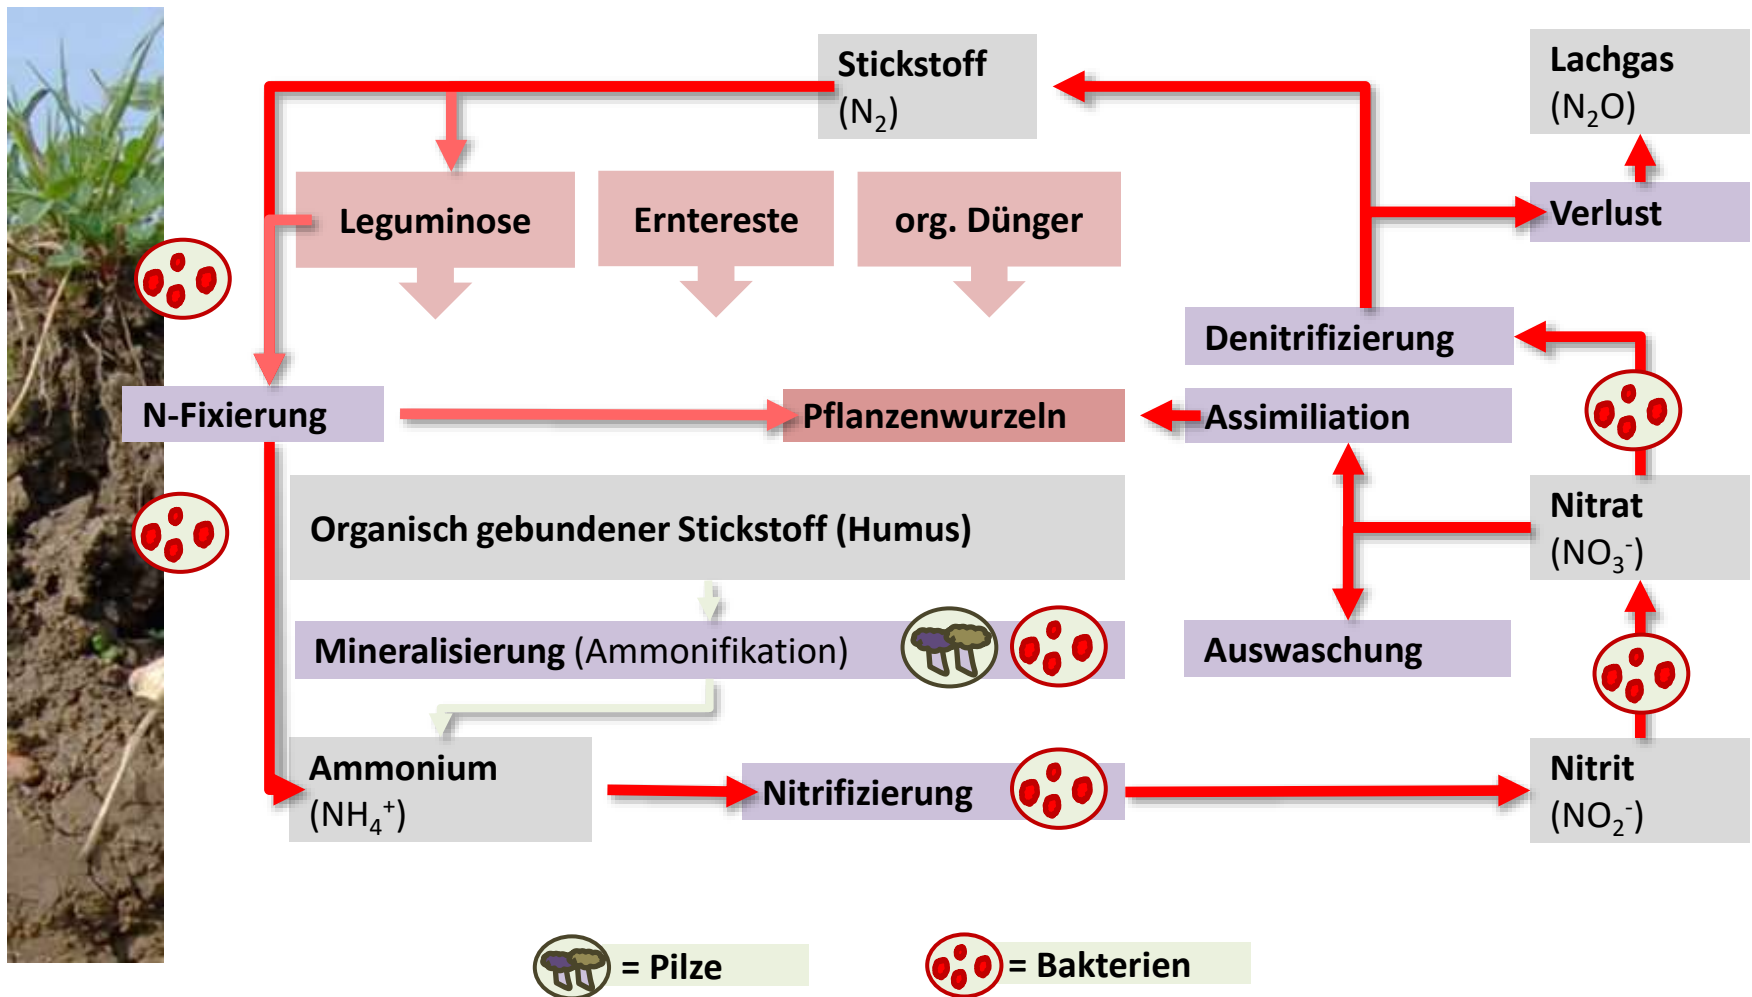 Stickstoff
(N₂)
Lachgas
(N₂O)
Verlust
Leguminose
Erntereste
org. Dünger
Denitrifizierung
N-Fixierung
Pflanzenwurzeln
Assimiliation
Organisch gebundener Stickstoff (Humus)
Nitrat
(NO₃⁻)
Mineralisierung (Ammonifikation)
Auswaschung
Ammonium
(NH₄⁺)
Nitrifizierung
Nitrit
(NO₂⁻)
= Pilze
= Bakterien